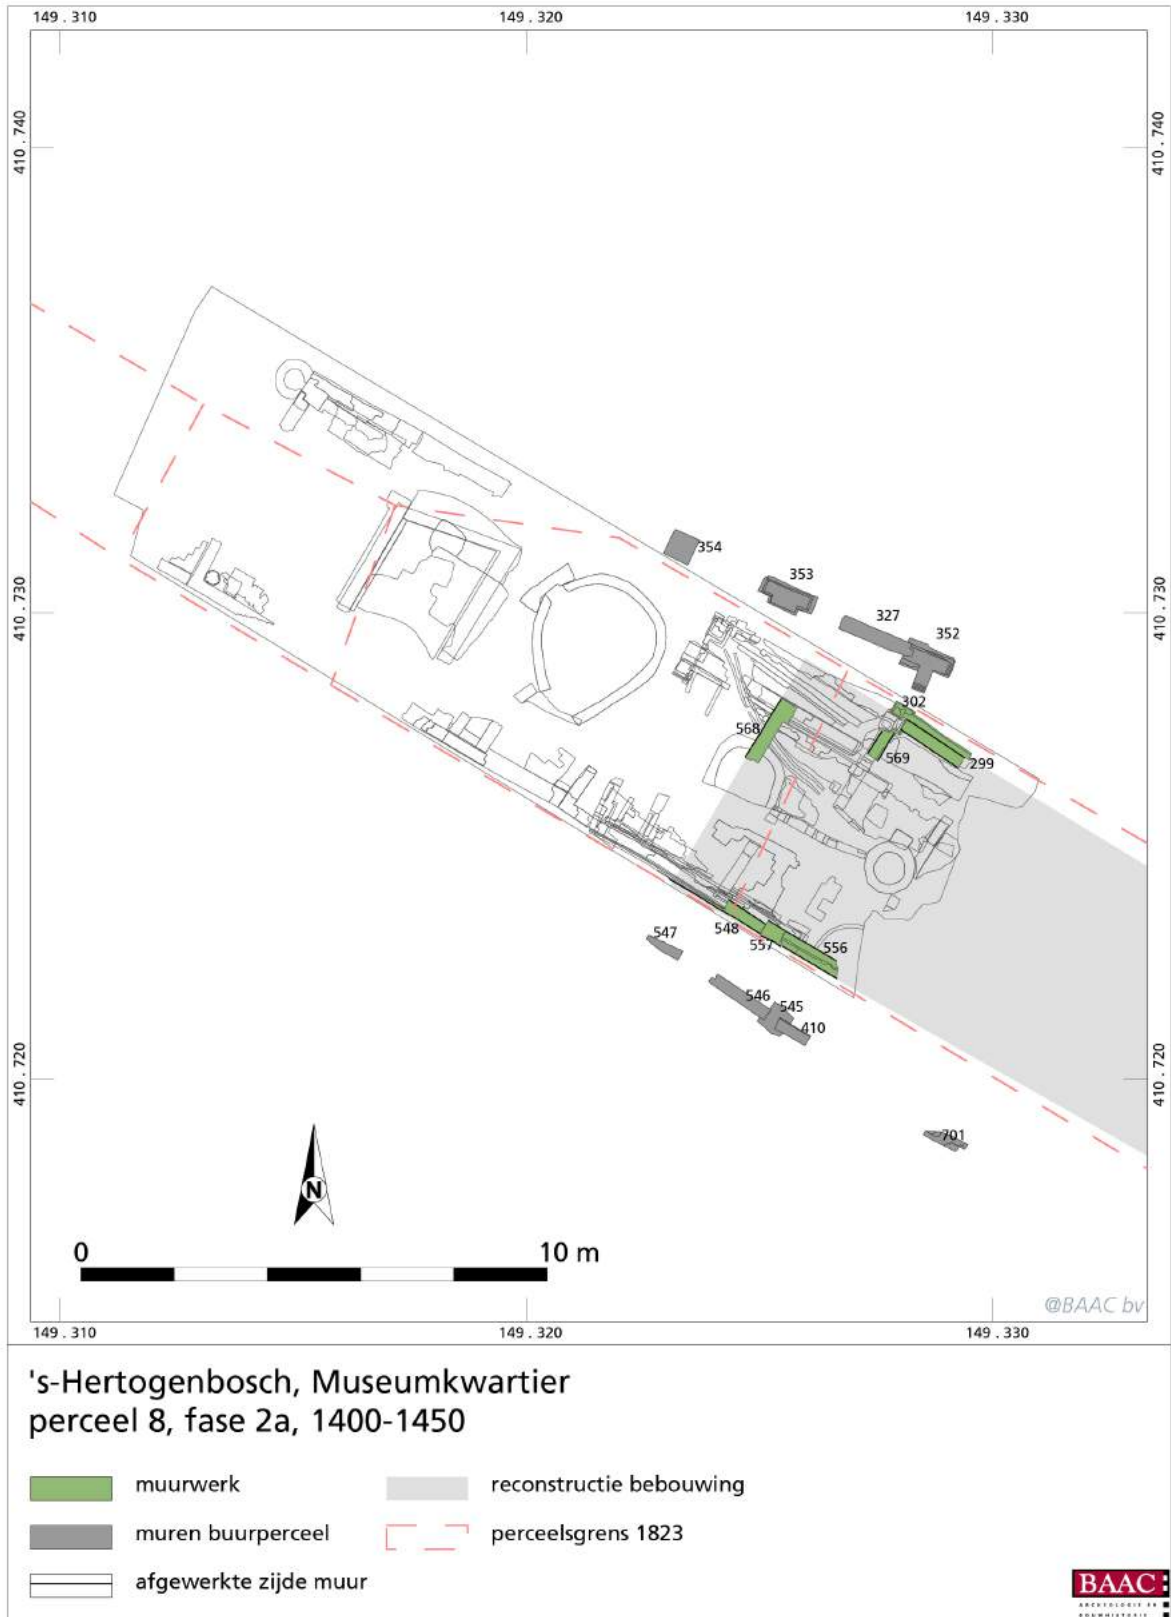 149 . 310
149 . 320
149 . 330
410 . 740
410 . 740
354
353
327
352
410 . 730
410 . 730
302
568
569
299
548
557
556
547
546
545
410
410 . 720
410 . 720
701
N
0
10 m
@BAAC bv
149 . 310
149 . 320
149 . 330
's-Hertogenbosch, Museumkwartier
perceel 8, fase 2a, 1400-1450
muurwerk
reconstructie bebouwing
muren buurperceel
perceelsgrens 1823
afgewerkte zijde muur
BAAC
ARCHEOLOGIE EN
BOUWHISTORIE